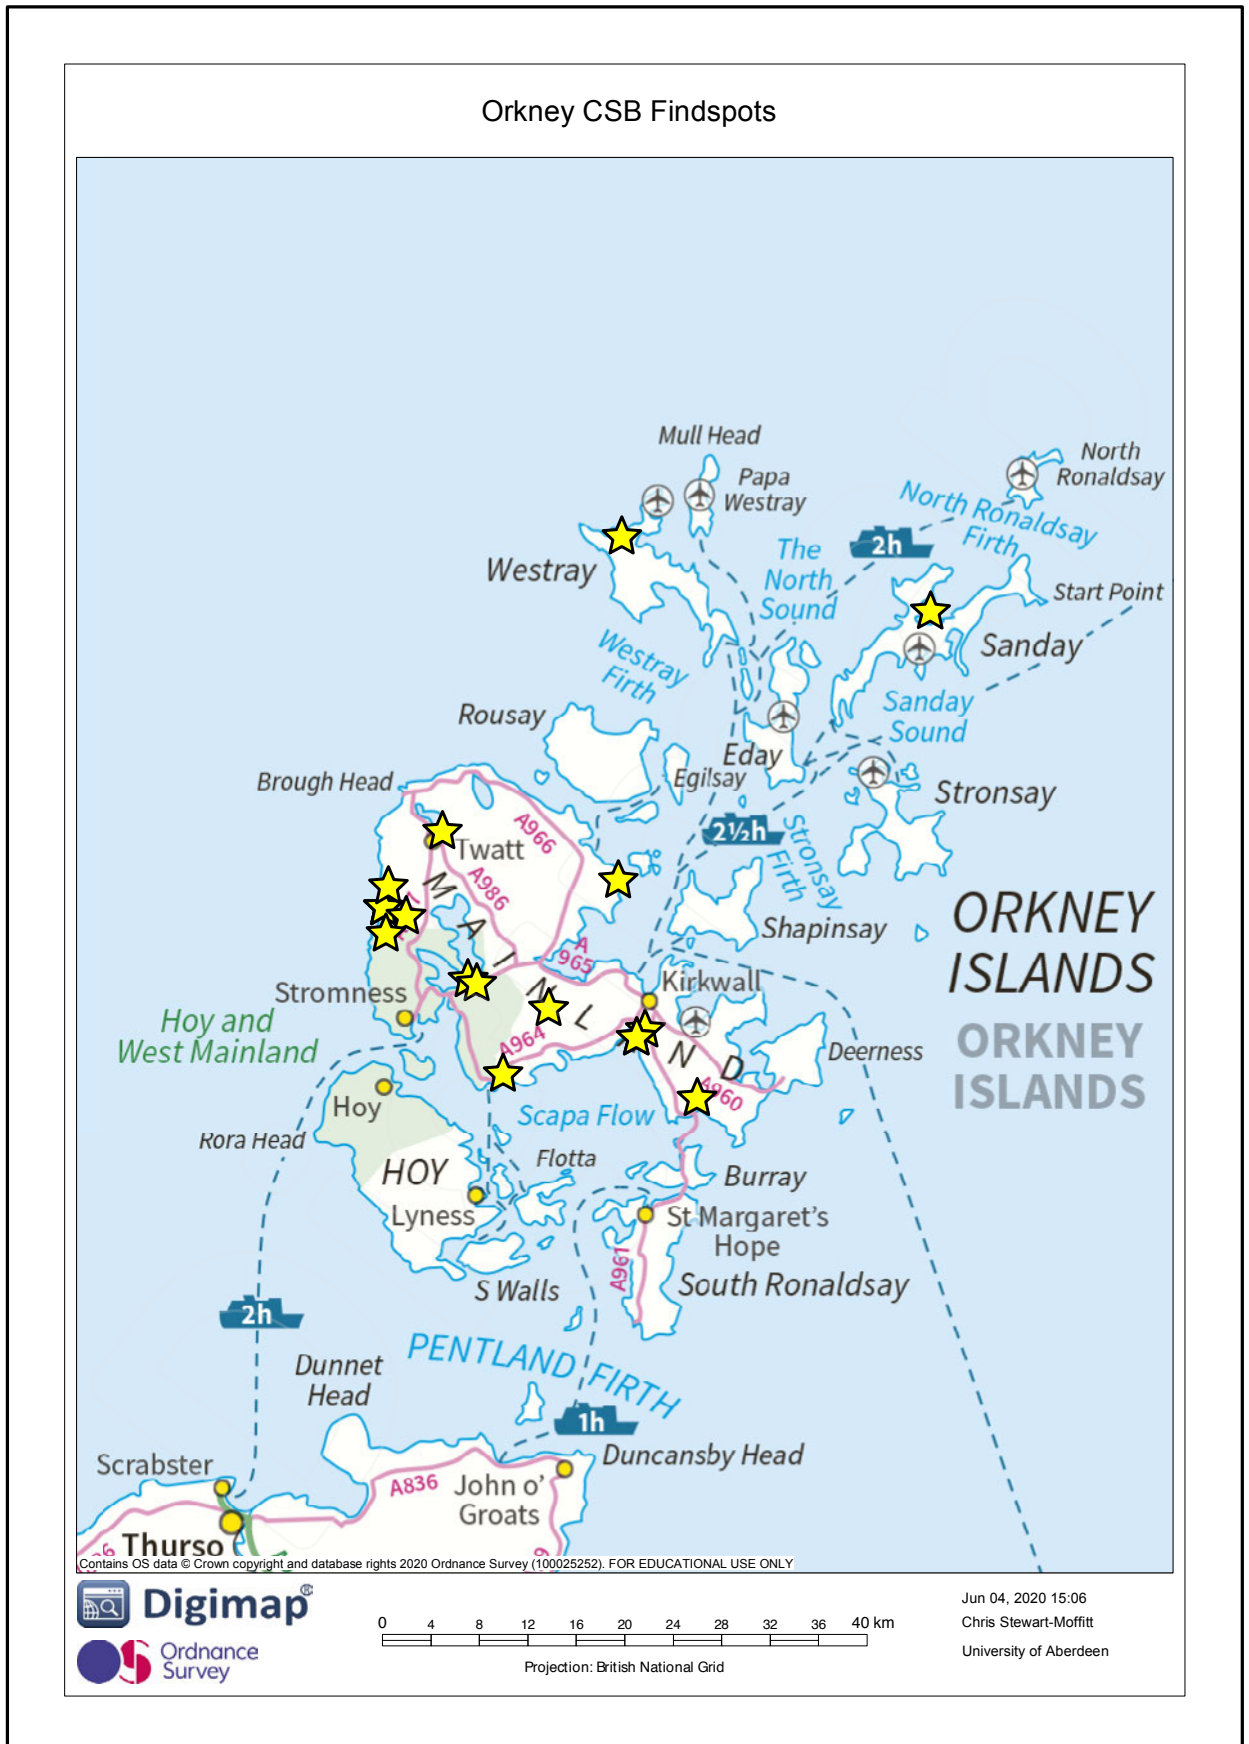 Orkney CSB Findspots
Mull Head
North
Ronaldsay
Papa
Westray
North Ronaldsay
Firth
2h
The
North
Sound
Westray
Start Point
Sanday
Westray
Firth
Sanday
Sound
Rousay
Eday
Egilsay
Brough Head
Stronsay
2½h
Stronsay
Firth
A966
Twatt
A986
MAINLAND
ORKNEY
ISLANDS
Shapinsay
A
965
Kirkwall
Stromness
Hoy and
West Mainland
ORKNEY
ISLANDS
A964
Deerness
A960
Hoy
Scapa Flow
Rora Head
Flotta
HOY
Burray
Lyness
St Margaret's
Hope
A961
S Walls
South Ronaldsay
2h
PENTLAND FIRTH
Dunnet
Head
1h
Duncansby Head
Scrabster
A836
John o'
Groats
Thurso
Contains OS data © Crown copyright and database rights 2020 Ordnance Survey (100025252). FOR EDUCATIONAL USE ONLY
Digimap®
Ordnance
Survey
0 4 8 12 16 20 24 28 32 36 40 km
Projection: British National Grid
Jun 04, 2020 15:06
Chris Stewart-Moffitt
University of Aberdeen